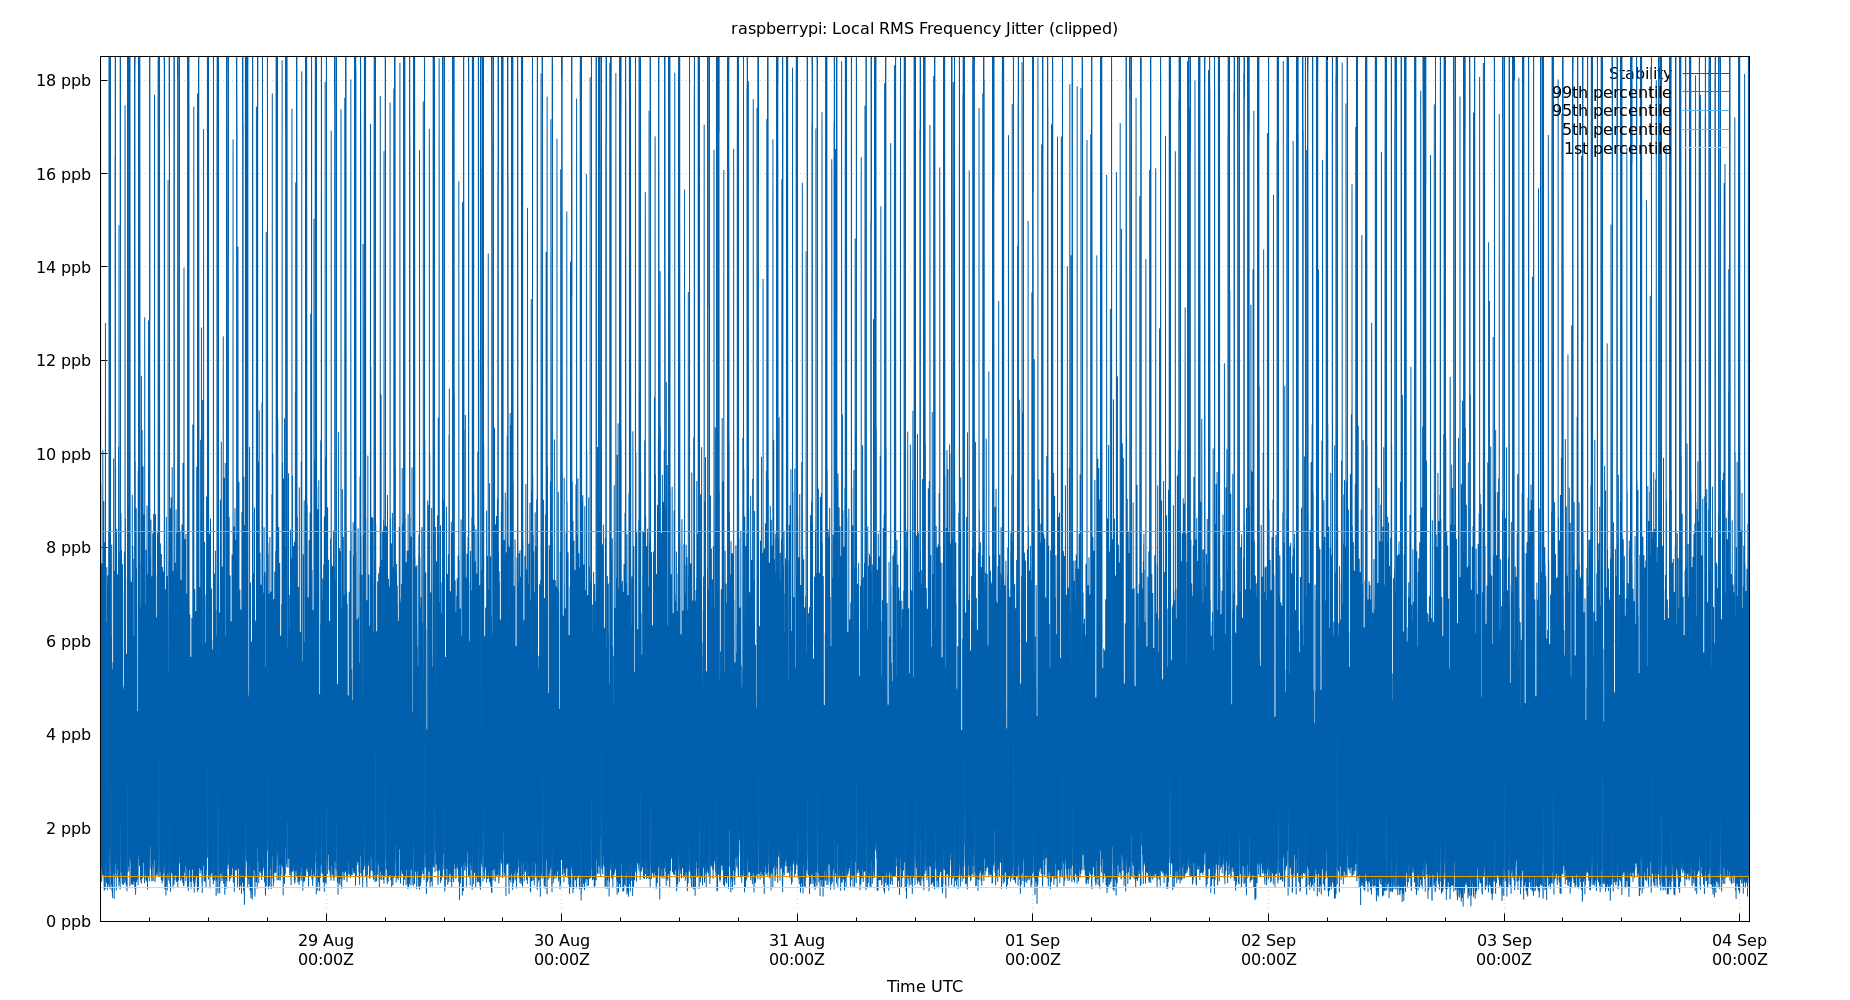 raspberrypi: Local RMS Frequency Jitter (clipped)
18 ppb
16 ppb
14 ppb
12 ppb
10 ppb
8 ppb
6 ppb
4 ppb
2 ppb
0 ppb
Stability
99th percentile
95th percentile
5th percentile
1st percentile
29 Aug
00:00Z
30 Aug
00:00Z
31 Aug
00:00Z
01 Sep
00:00Z
02 Sep
00:00Z
03 Sep
00:00Z
04 Sep
00:00Z
Time UTC